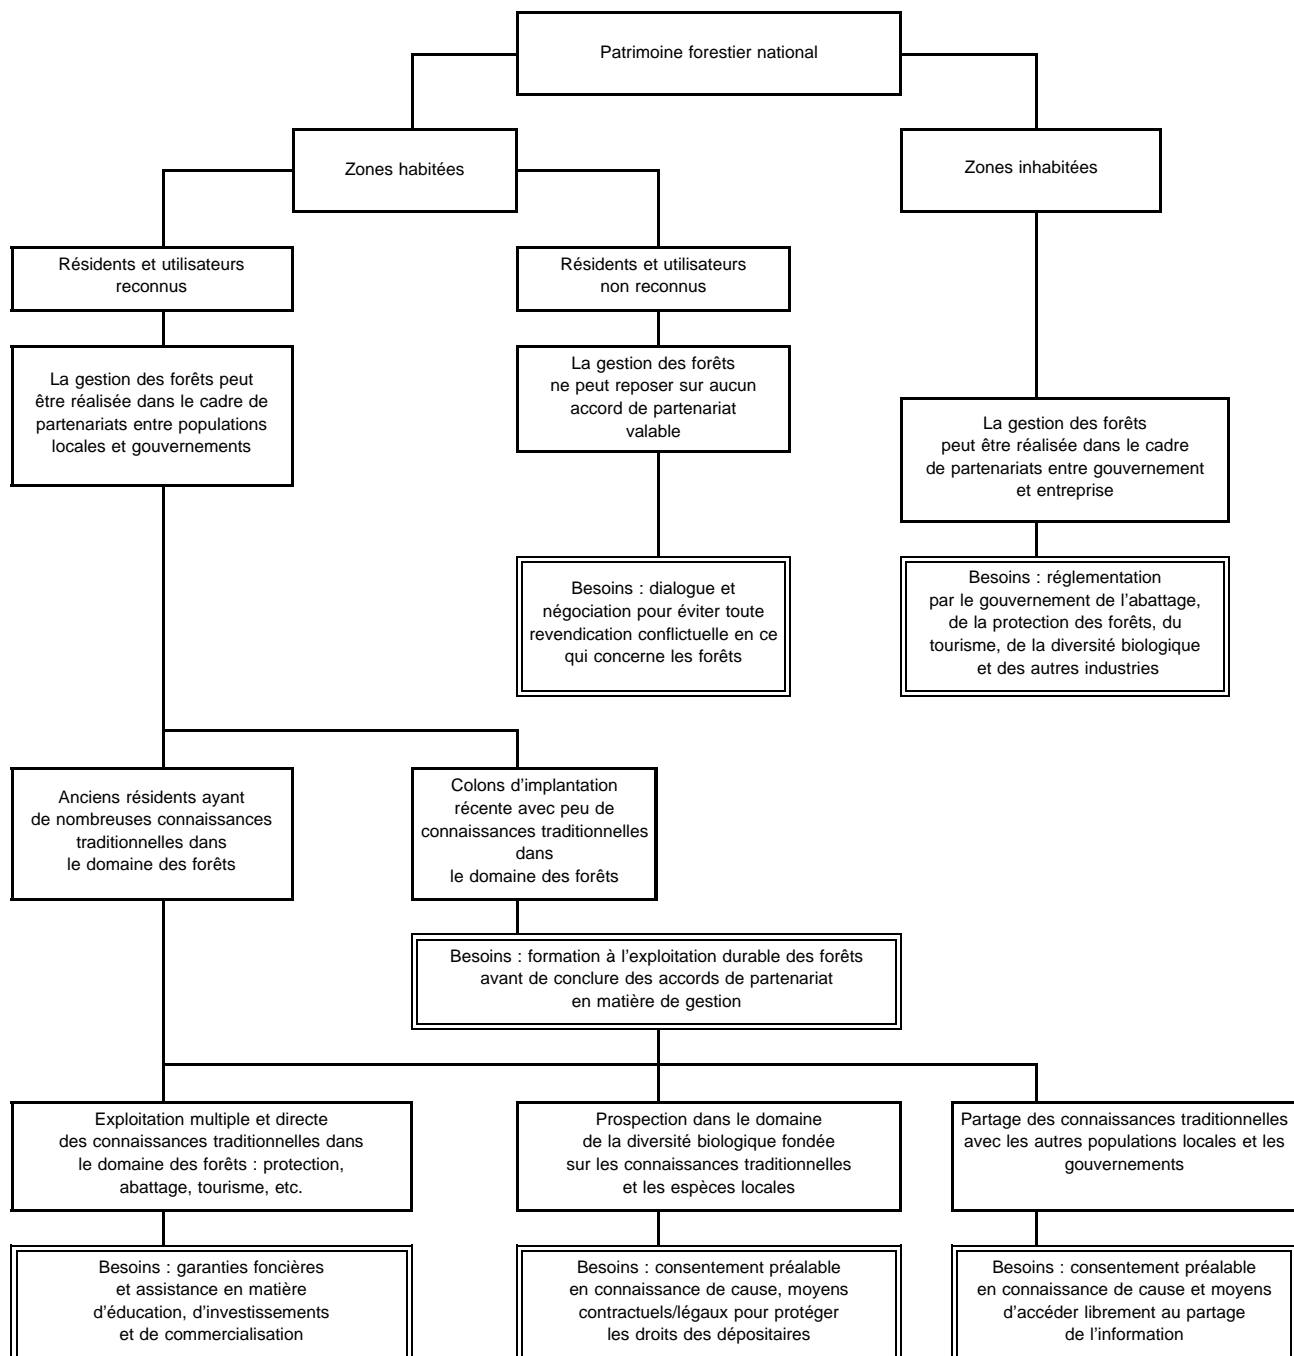 Patrimoine forestier national
Zones habitées
Zones inhabitées
Résidents et utilisateurs
reconnus
Résidents et utilisateurs
non reconnus
La gestion des forêts peut
être réalisée dans le cadre de
partenariats entre populations
locales et gouvernements
La gestion des forêts
ne peut reposer sur aucun
accord de partenariat
valable
La gestion des forêts
peut être réalisée dans le cadre
de partenariats entre gouvernement
et entreprise
Besoins : dialogue et
négociation pour éviter toute
revendication conflictuelle en ce
qui concerne les forêts
Besoins : réglementation
par le gouvernement de l’abattage,
de la protection des forêts, du
tourisme, de la diversité biologique
et des autres industries
Anciens résidents ayant
de nombreuses connaissances
traditionnelles dans
le domaine des forêts
Colons d’implantation
récente avec peu de
connaissances traditionnelles
dans
le domaine des forêts
Besoins : formation à l’exploitation durable des forêts
avant de conclure des accords de partenariat
en matière de gestion
Exploitation multiple et directe
des connaissances traditionnelles dans
le domaine des forêts : protection,
abattage, tourisme, etc.
Prospection dans le domaine
de la diversité biologique fondée
sur les connaissances traditionnelles
et les espèces locales
Partage des connaissances traditionnelles
avec les autres populations locales et les
gouvernements
Besoins : garanties foncières
et assistance en matière
d’éducation, d’investissements
et de commercialisation
Besoins : consentement préalable
en connaissance de cause, moyens
contractuels/légaux pour protéger
les droits des dépositaires
Besoins : consentement préalable
en connaissance de cause et moyens
d’accéder librement au partage
de l’information